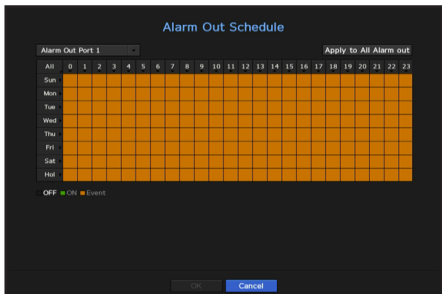 Alarm Out Schedule
Alarm Out Port 1
Apply to All Alarm out
All 0 1 2 3 4 5 6 7 8 9 10 11 12 13 14 15 16 17 18 19 20 21 22 23
Sun
Mon
Tue
Wed
Thu
Fri
Sat
Hol
OFF ON Event
OK Cancel